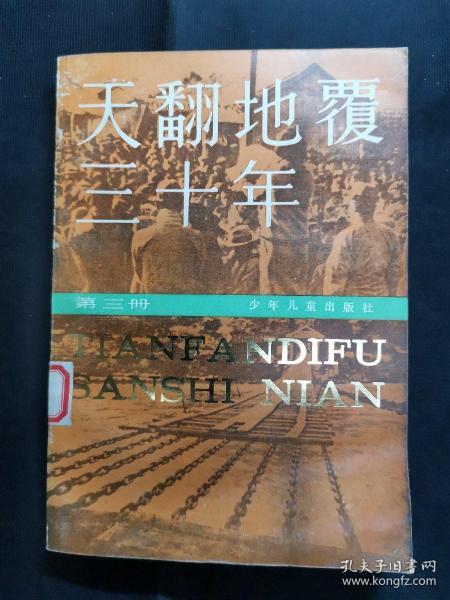 天翻地覆
三十年
第三册
少年儿童出版社
TIANFANDIFU
SANSHI NIAN
孔夫子旧书网
www.kongfz.com